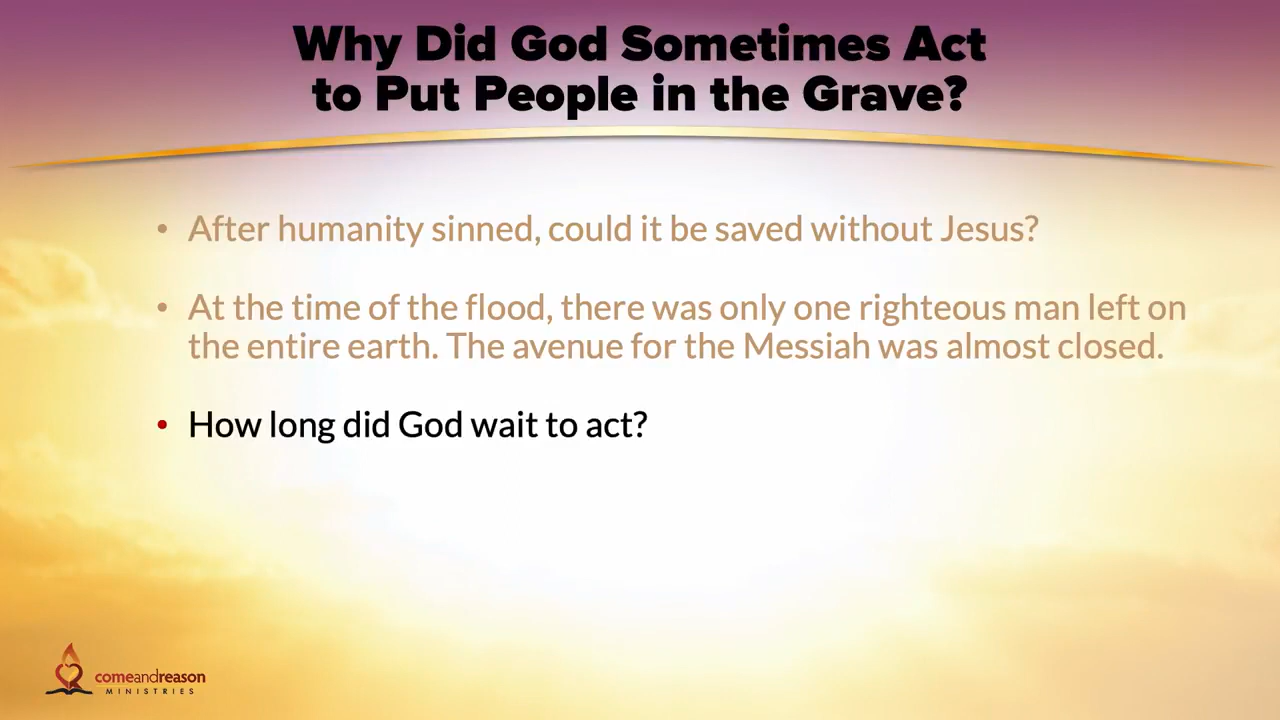 Why Did God Sometimes Act
to Put People in the Grave?
• After humanity sinned, could it be saved without Jesus?
• At the time of the flood, there was only one righteous man left on
the entire earth. The avenue for the Messiah was almost closed.
• How long did God wait to act?
comeandreason
MINISTRIES